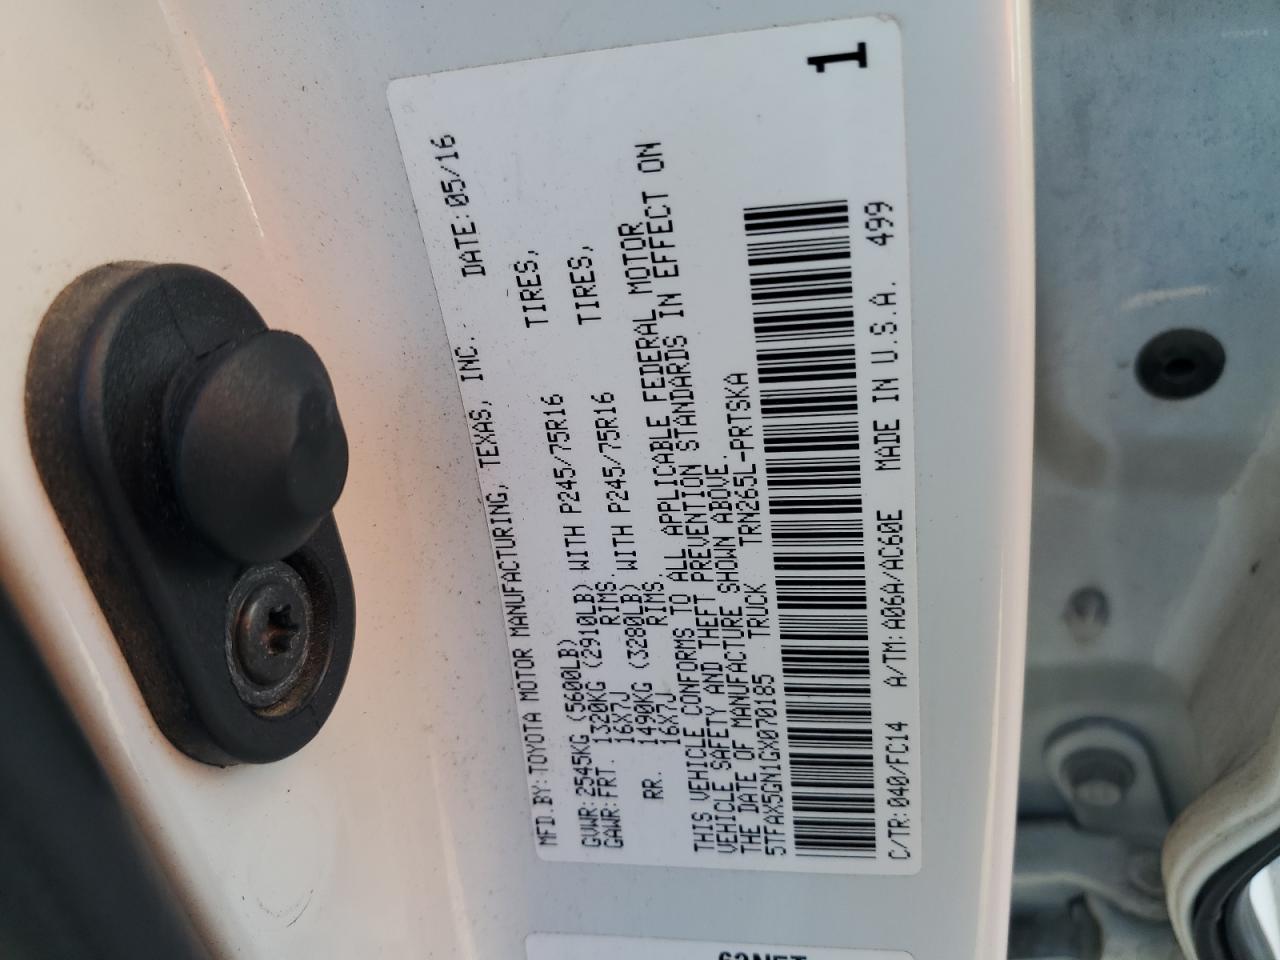 1
MFD.BY:TOYOTA MOTOR MANUFACTURING, TEXAS, INC. DATE:05/16
GVWR:2545KG (5600LB)
GAWR:FRT. 1320KG (2910LB) WITH P245/75R16 TIRES,
16X7J RIMS.
RR. 1490KG (3280LB) WITH P245/75R16 TIRES,
16X7J RIMS.
THIS VEHICLE CONFORMS TO ALL APPLICABLE FEDERAL MOTOR
VEHICLE SAFETY AND THEFT PREVENTION STANDARDS IN EFFECT ON
THE DATE OF MANUFACTURE SHOWN ABOVE.
5TFAX5GN1GX070185 TRUCK TRN265L-PRTSKA
C/TR:040/FC14 A/TM:A06A/AC60E MADE IN U.S.A. 499